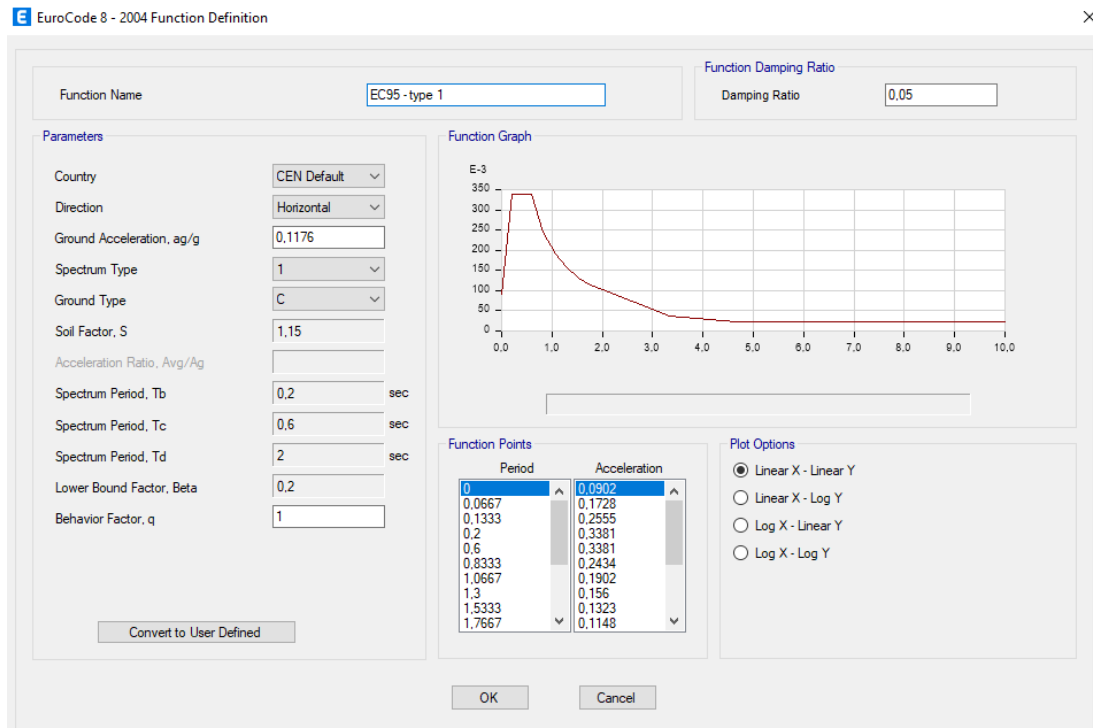 E EuroCode 8 - 2004 Function Definition
Function Name EC95 - type 1
Function Damping Ratio
Damping Ratio 0,05
Parameters
Country CEN Default
Direction Horizontal
Ground Acceleration, ag/g 0,1176
Spectrum Type 1
Ground Type C
Soil Factor, S 1,15
Acceleration Ratio, Avg/Ag
Spectrum Period, Tb 0,2 sec
Spectrum Period, Tc 0,6 sec
Spectrum Period, Td 2 sec
Lower Bound Factor, Beta 0,2
Behavior Factor, q 1
Convert to User Defined
Function Graph
E-3
350
300
250
200
150
100
50
0
0,0 1,0 2,0 3,0 4,0 5,0 6,0 7,0 8,0 9,0 10,0
Function Points
Period Acceleration
0 0,0902
0,0667 0,1728
0,1333 0,2555
0,2 0,3381
0,6 0,3381
0,8333 0,2434
1,0667 0,1902
1,3 0,156
1,5333 0,1323
1,7667 0,1148
Plot Options
Linear X - Linear Y
Linear X - Log Y
Log X - Linear Y
Log X - Log Y
OK Cancel